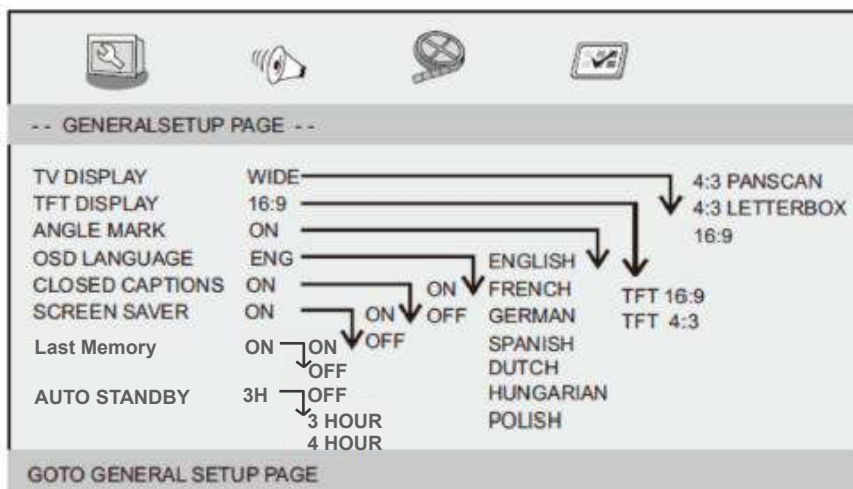 -- GENERALSETUP PAGE --
TV DISPLAY WIDE 4:3 PANSCAN
TFT DISPLAY 16:9 4:3 LETTERBOX
ANGLE MARK ON 16:9
OSD LANGUAGE ENG ENGLISH
CLOSED CAPTIONS ON ON FRENCH TFT 16:9
SCREEN SAVER ON ON OFF GERMAN TFT 4:3
Last Memory ON ON OFF SPANISH
OFF DUTCH
AUTO STANDBY 3H OFF HUNGARIAN
3 HOUR POLISH
4 HOUR
GOTO GENERAL SETUP PAGE